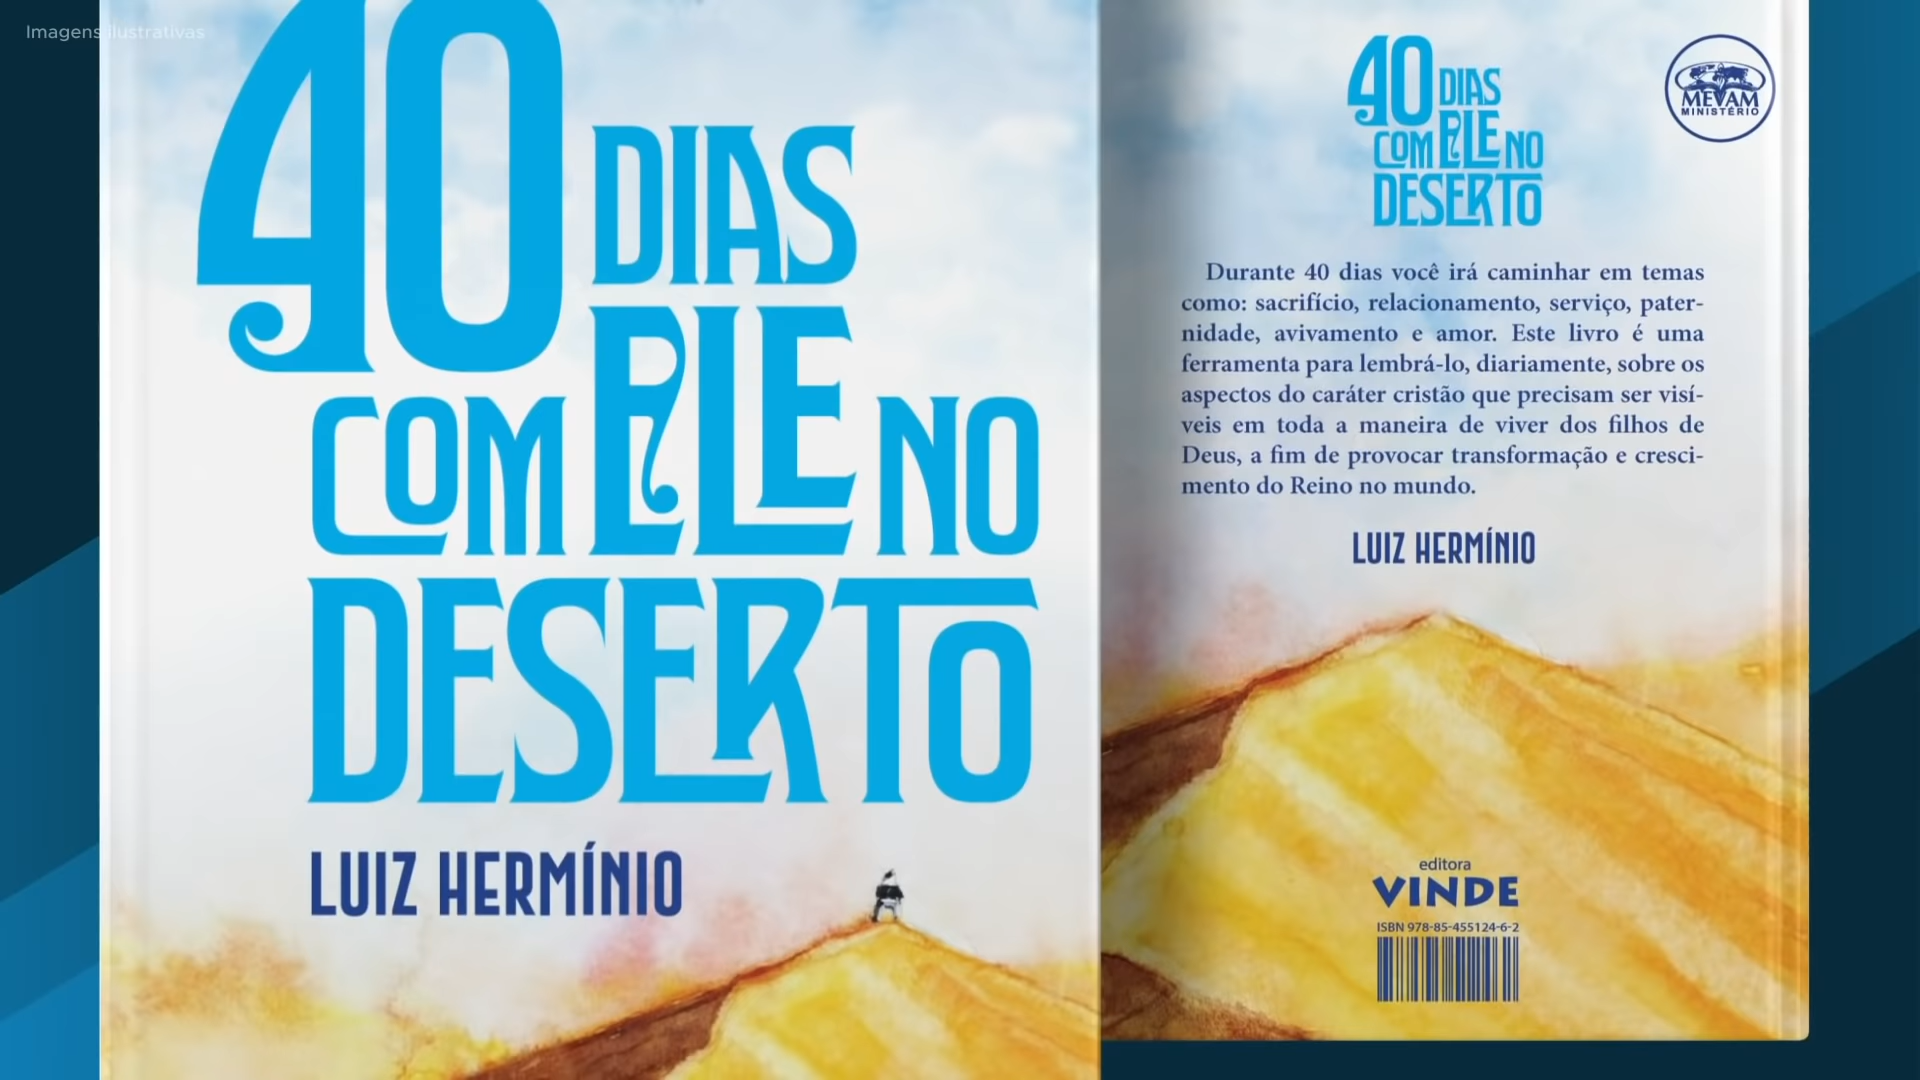 Imagens ilustrativas
40 DIAS
COM ELE NO
DESERTO
LUIZ HERMÍNIO
40 DIAS
COM ELE NO
DESERTO
MEVAM
MINISTÉRIO
Durante 40 dias você irá caminhar em temas
como: sacrifício, relacionamento, serviço, pater-
nidade, avivamento e amor. Este livro é uma
ferramenta para lembrá-lo, diariamente, sobre os
aspectos do caráter cristão que precisam ser visí-
veis em toda a maneira de viver dos filhos de
Deus, a fim de provocar transformação e cresci-
mento do Reino no mundo.
LUIZ HERMÍNIO
editora
VINDE
ISBN 978-85-455124-6-2